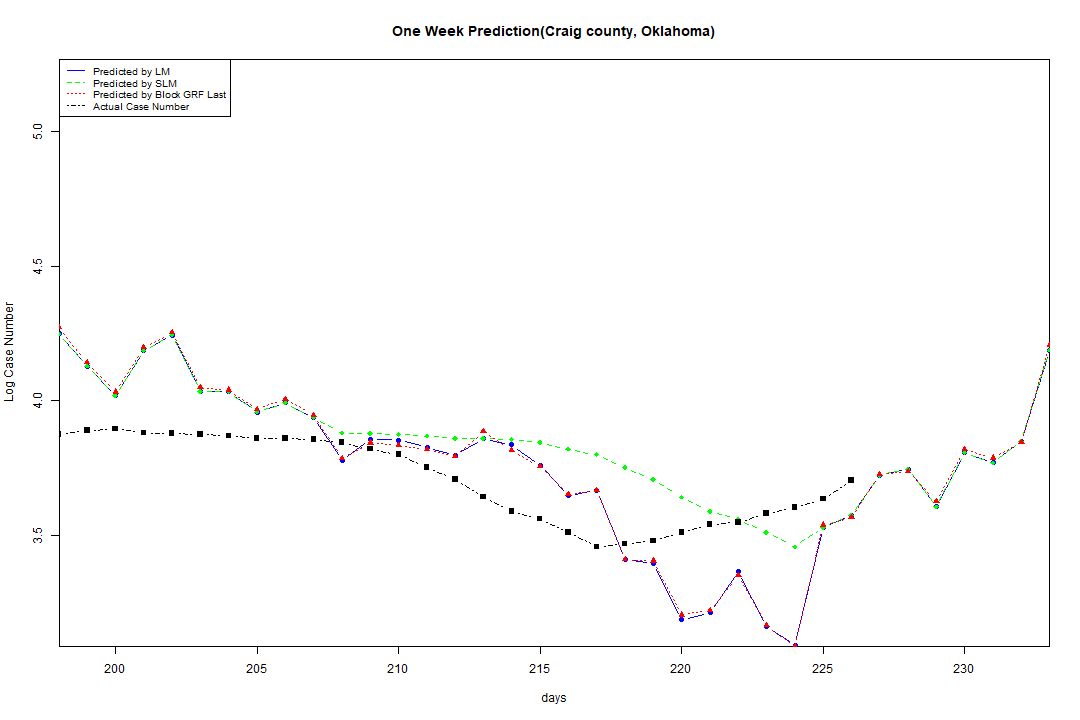 One Week Prediction(Craig county, Oklahoma)
Predicted by LM
Predicted by SLM
Predicted by Block GRF Last
Actual Case Number
5.0
4.5
4.0
3.5
Log Case Number
200 205 210 215 220 225 230
days